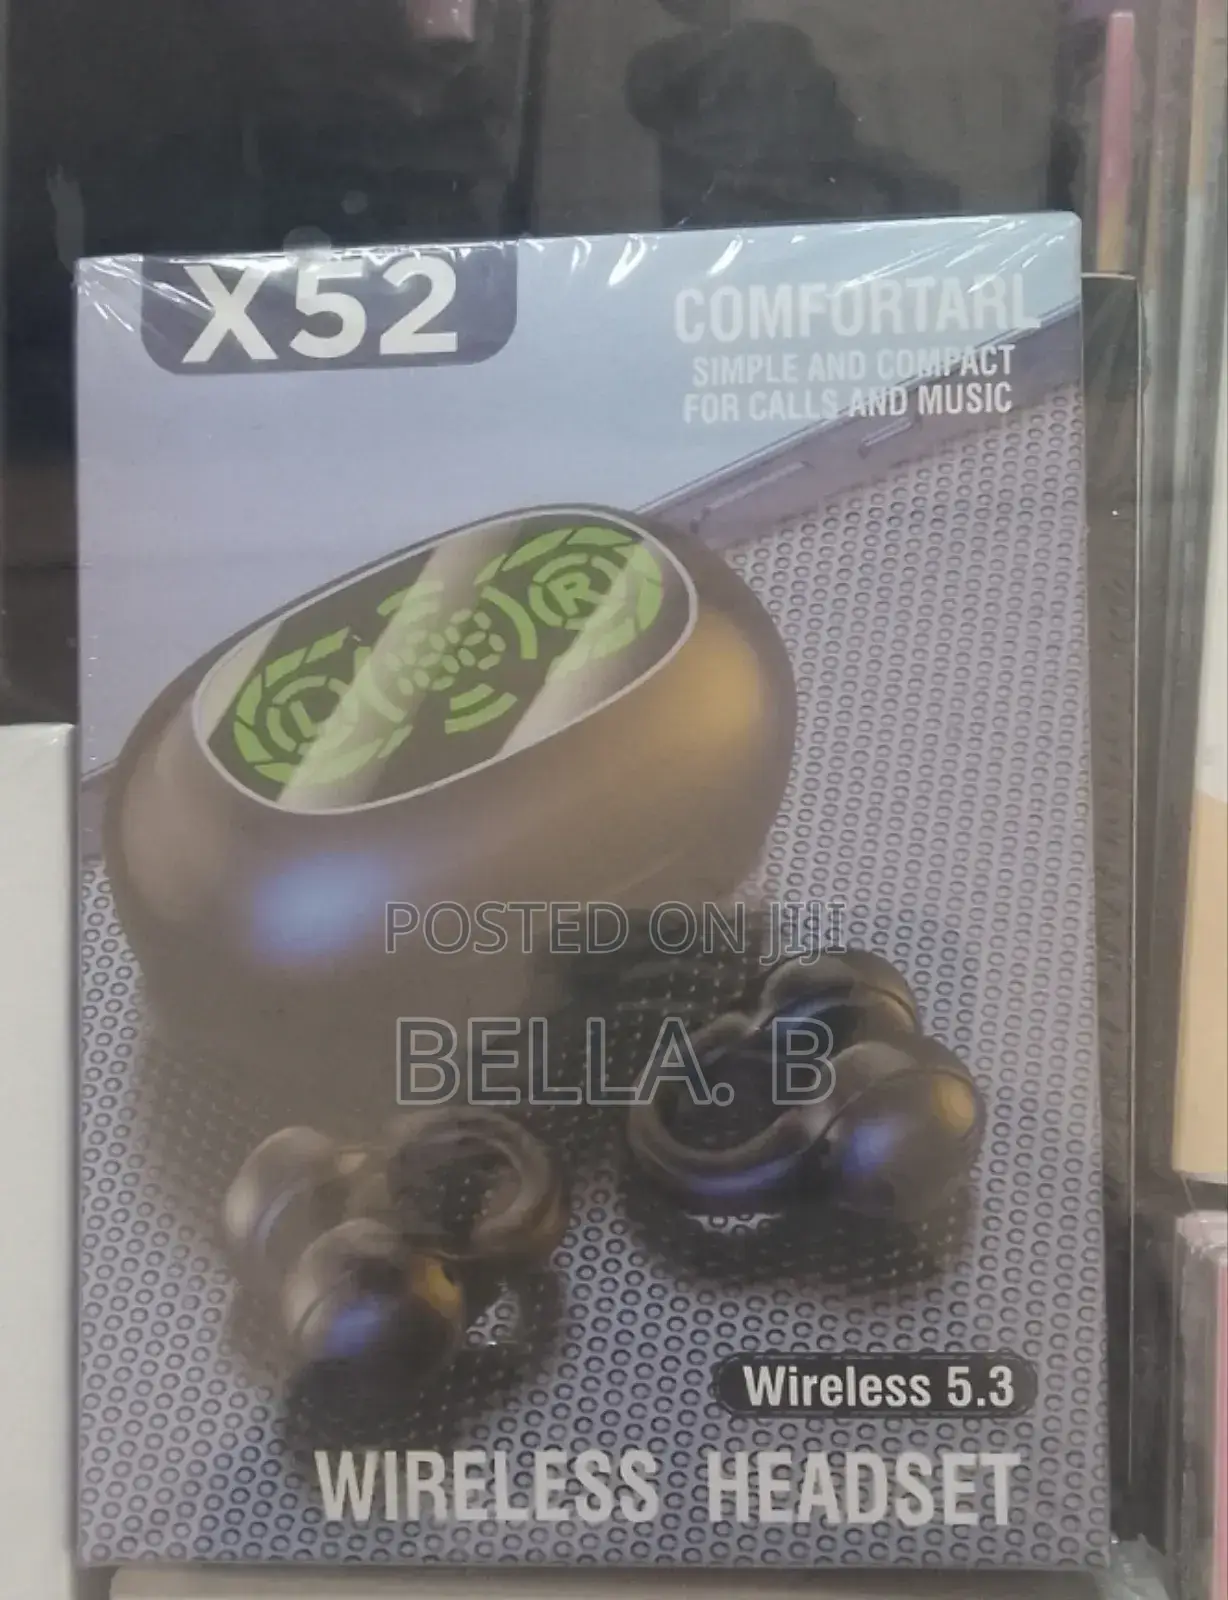 X52
COMFORTARL
SIMPLE AND COMPACT
FOR CALLS AND MUSIC
L
R
POSTED ON JIJI
BELLA. B
Wireless 5.3
WIRELESS HEADSET